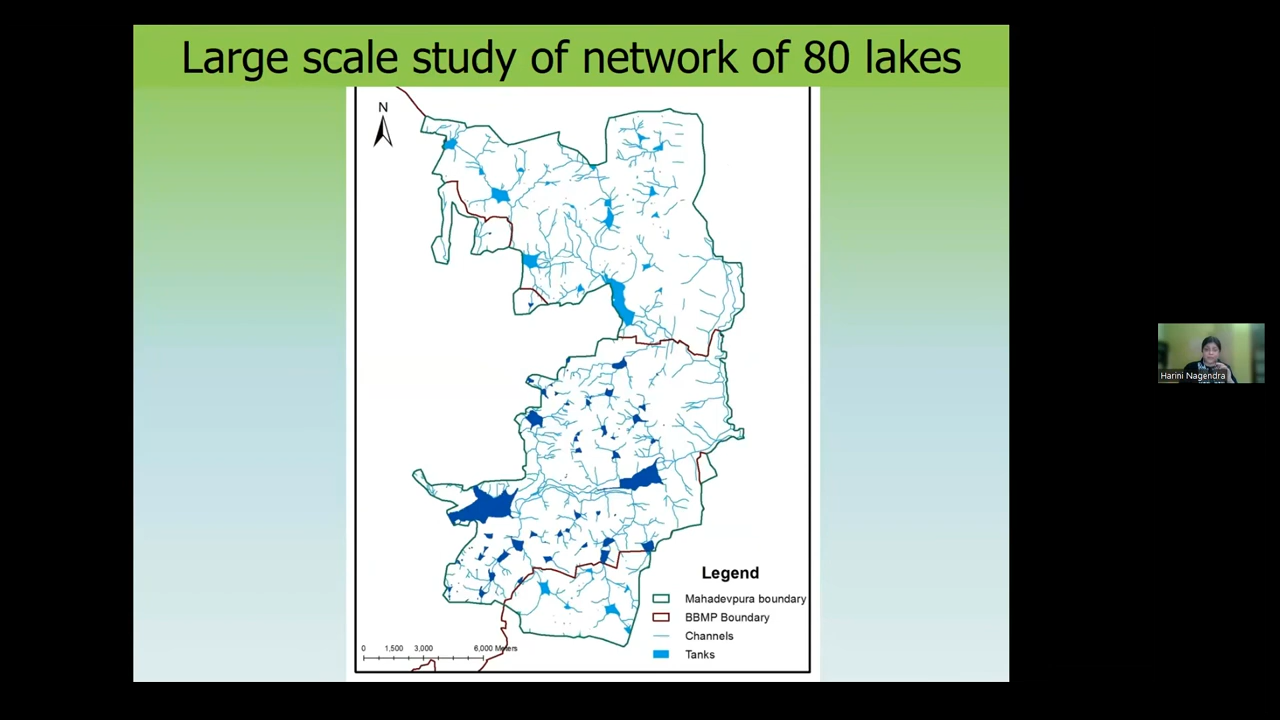 Large scale study of network of 80 lakes
N
Harini Nagendra
Legend
Mahadevpura boundary
BBMP Boundary
Channels
Tanks
0 1,500 3,000 6,000 Meters